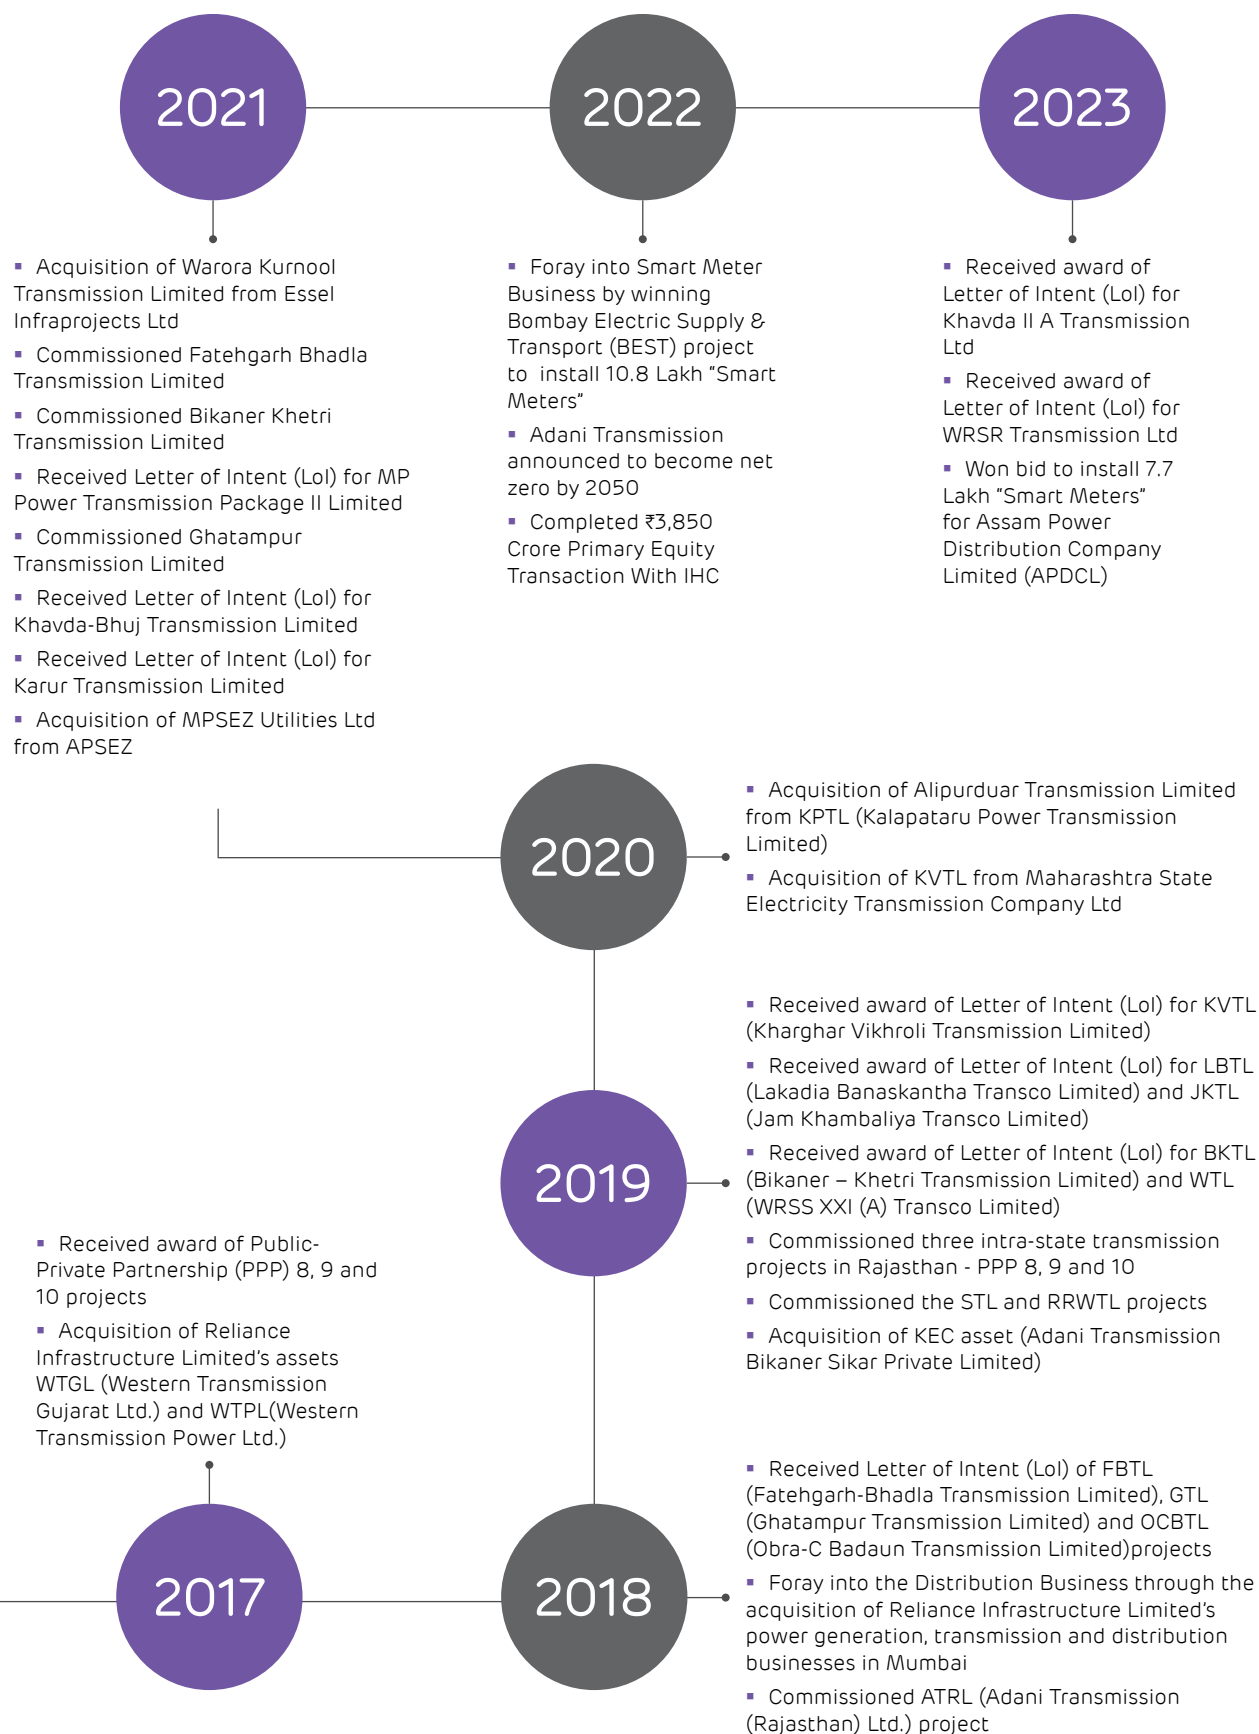 2021
2022
2023
▪ Acquisition of Warora Kurnool
Transmission Limited from Essel
Infraprojects Ltd
▪ Commissioned Fatehgarh Bhadla
Transmission Limited
▪ Commissioned Bikaner Khetri
Transmission Limited
▪ Received Letter of Intent (LoI) for MP
Power Transmission Package II Limited
▪ Commissioned Ghatampur
Transmission Limited
▪ Received Letter of Intent (LoI) for
Khavda-Bhuj Transmission Limited
▪ Received Letter of Intent (LoI) for
Karur Transmission Limited
▪ Acquisition of MPSEZ Utilities Ltd
from APSEZ
▪ Foray into Smart Meter
Business by winning
Bombay Electric Supply &
Transport (BEST) project
to install 10.8 Lakh “Smart
Meters”
▪ Adani Transmission
announced to become net
zero by 2050
▪ Completed ₹3,850
Crore Primary Equity
Transaction With IHC
▪ Received award of
Letter of Intent (LoI) for
Khavda II A Transmission
Ltd
▪ Received award of
Letter of Intent (LoI) for
WRSR Transmission Ltd
▪ Won bid to install 7.7
Lakh “Smart Meters”
for Assam Power
Distribution Company
Limited (APDCL)
2020
▪ Acquisition of Alipurduar Transmission Limited
from KPTL (Kalapataru Power Transmission
Limited)
▪ Acquisition of KVTL from Maharashtra State
Electricity Transmission Company Ltd
2019
▪ Received award of Letter of Intent (LoI) for KVTL
(Kharghar Vikhroli Transmission Limited)
▪ Received award of Letter of Intent (LoI) for LBTL
(Lakadia Banaskantha Transco Limited) and JKTL
(Jam Khambaliya Transco Limited)
▪ Received award of Letter of Intent (LoI) for BKTL
(Bikaner – Khetri Transmission Limited) and WTL
(WRSS XXI (A) Transco Limited)
▪ Commissioned three intra-state transmission
projects in Rajasthan - PPP 8, 9 and 10
▪ Commissioned the STL and RRWTL projects
▪ Acquisition of KEC asset (Adani Transmission
Bikaner Sikar Private Limited)
▪ Received award of Public-
Private Partnership (PPP) 8, 9 and
10 projects
▪ Acquisition of Reliance
Infrastructure Limited’s assets
WTGL (Western Transmission
Gujarat Ltd.) and WTPL(Western
Transmission Power Ltd.)
2017
2018
▪ Received Letter of Intent (LoI) of FBTL
(Fatehgarh-Bhadla Transmission Limited), GTL
(Ghatampur Transmission Limited) and OCBTL
(Obra-C Badaun Transmission Limited)projects
▪ Foray into the Distribution Business through the
acquisition of Reliance Infrastructure Limited’s
power generation, transmission and distribution
businesses in Mumbai
▪ Commissioned ATRL (Adani Transmission
(Rajasthan) Ltd.) project